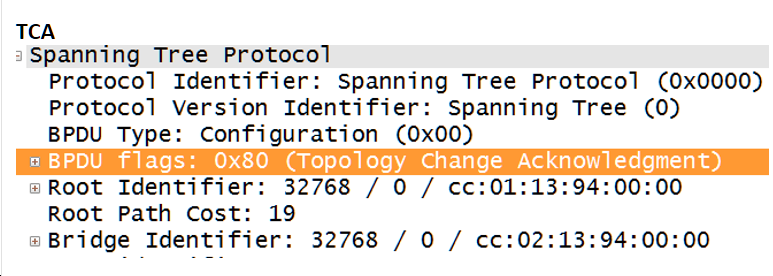 TCA
Spanning Tree Protocol
Protocol Identifier: Spanning Tree Protocol (0x0000)
Protocol Version Identifier: Spanning Tree (0)
BPDU Type: Configuration (0x00)
BPDU flags: 0x80 (Topology Change Acknowledgment)
Root Identifier: 32768 / 0 / cc:01:13:94:00:00
Root Path Cost: 19
Bridge Identifier: 32768 / 0 / cc:02:13:94:00:00